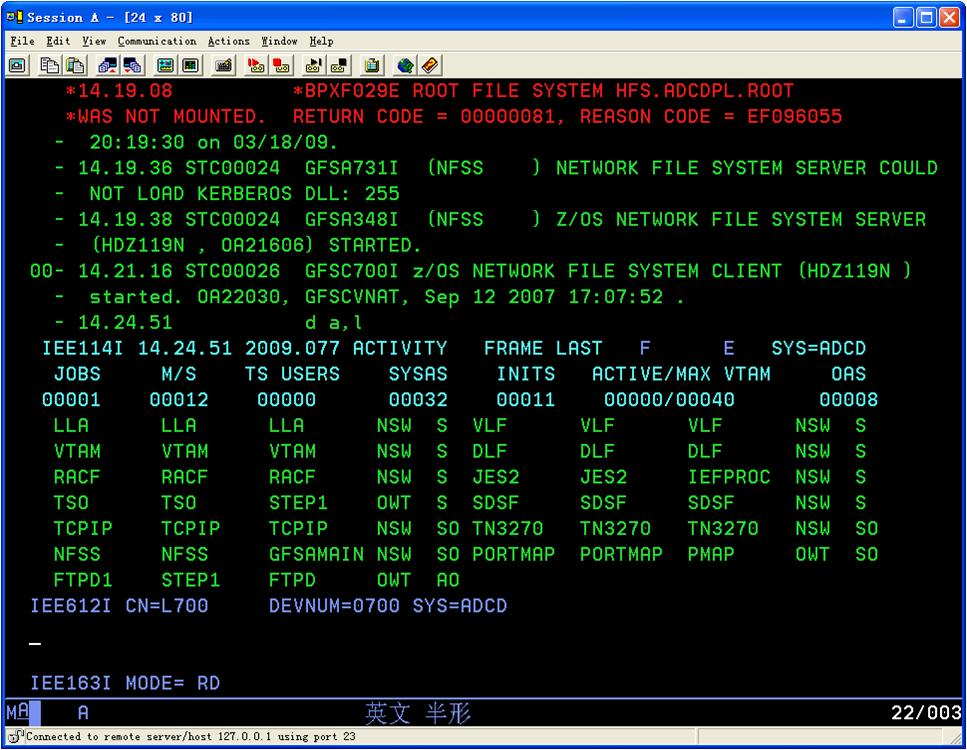 Session A - [24 x 80]
File Edit View Communication Actions Window Help
*14.19.08 *BPXF029E ROOT FILE SYSTEM HFS.ADCDPL.ROOT
*WAS NOT MOUNTED. RETURN CODE = 00000081, REASON CODE = EF096055
- 20:19:30 on 03/18/09.
- 14.19.36 STC00024 GFSA731I (NFSS ) NETWORK FILE SYSTEM SERVER COULD
- NOT LOAD KERBEROS DLL: 255
- 14.19.38 STC00024 GFSA348I (NFSS ) Z/OS NETWORK FILE SYSTEM SERVER
- (HDZ119N , OA21606) STARTED.
00- 14.21.16 STC00026 GFSC700I z/OS NETWORK FILE SYSTEM CLIENT (HDZ119N )
- started. OA22030, GFSCVNAT, Sep 12 2007 17:07:52 .
- 14.24.51 d a,l
IEE114I 14.24.51 2009.077 ACTIVITY FRAME LAST F E SYS=ADCD
JOBS M/S TS USERS SYSAS INITS ACTIVE/MAX VTAM OAS
00001 00012 00000 00032 00011 00000/00040 00008
LLA LLA LLA NSW S VLF VLF VLF NSW S
VTAM VTAM VTAM NSW S DLF DLF DLF NSW S
RACF RACF RACF NSW S JES2 JES2 IEFPROC NSW S
TSO TSO STEP1 OWT S SDSF SDSF SDSF NSW S
TCPIP TCPIP TCPIP NSW SO TN3270 TN3270 TN3270 NSW SO
NFSS NFSS GFSAMAIN NSW SO PORTMAP PORTMAP PMAP OWT SO
FTPD1 STEP1 FTPD OWT AO
IEE612I CN=L700 DEVNUM=0700 SYS=ADCD
IEE163I MODE= RD
MA A 英文 半形 22/003
Connected to remote server/host 127.0.0.1 using port 23